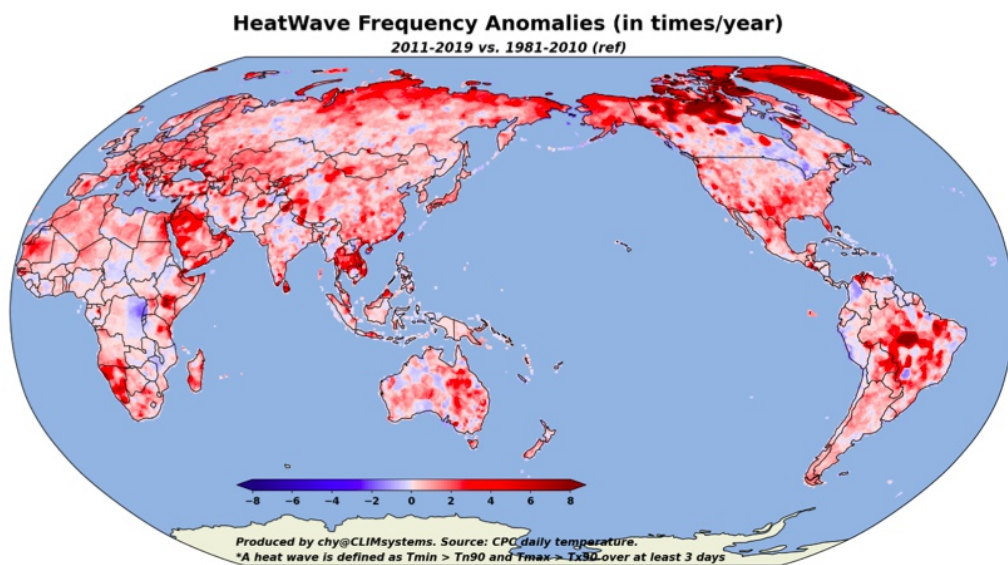 HeatWave Frequency Anomalies (in times/year)
2011-2019 vs. 1981-2010 (ref)
−8 −6 −4 −2 0 2 4 6 8
Produced by chy@CLIMsystems. Source: CPC daily temperature.
*A heat wave is defined as Tmin > Tn90 and Tmax > Tx90 over at least 3 days